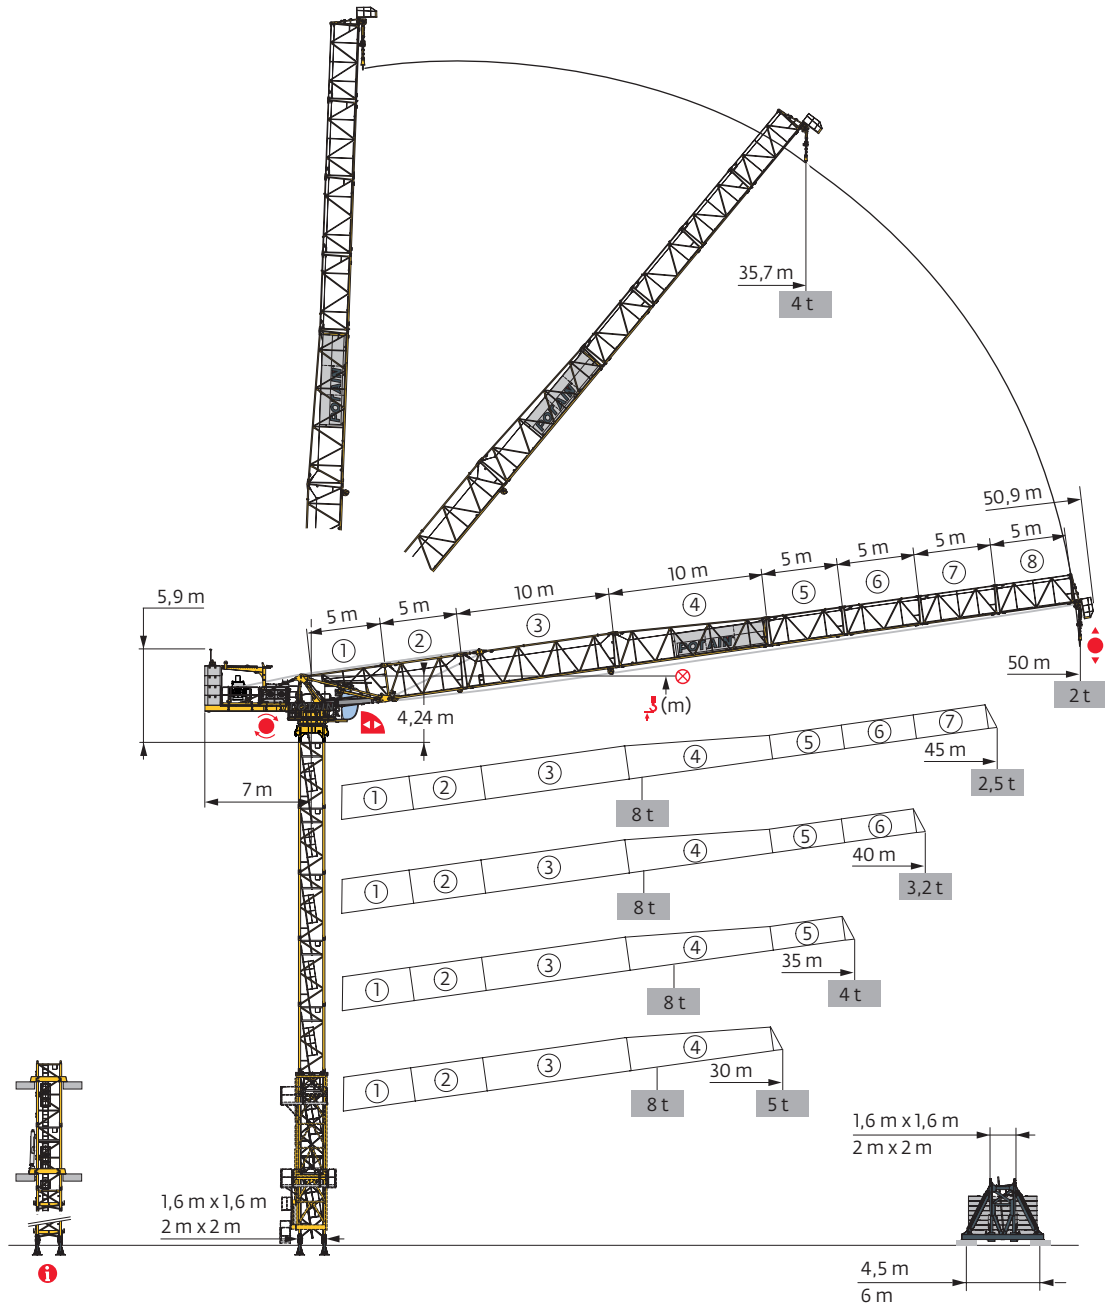 35,7 m
4 t
POTAIN
POTAIN
50,9 m
5 m
5 m
5 m
5 m
10 m
10 m
5 m
5 m
8
7
6
5
4
3
2
1
POTAIN
5,9 m
4,24 m
(m)
50 m
2 t
7 m
1 2 3 4 5 6 7
45 m
2,5 t
8 t
1 2 3 4 5 6
40 m
3,2 t
8 t
1 2 3 4 5
35 m
4 t
8 t
1 2 3 4
30 m
5 t
8 t
1,6 m x 1,6 m
2 m x 2 m
1,6 m x 1,6 m
2 m x 2 m
4,5 m
6 m
i